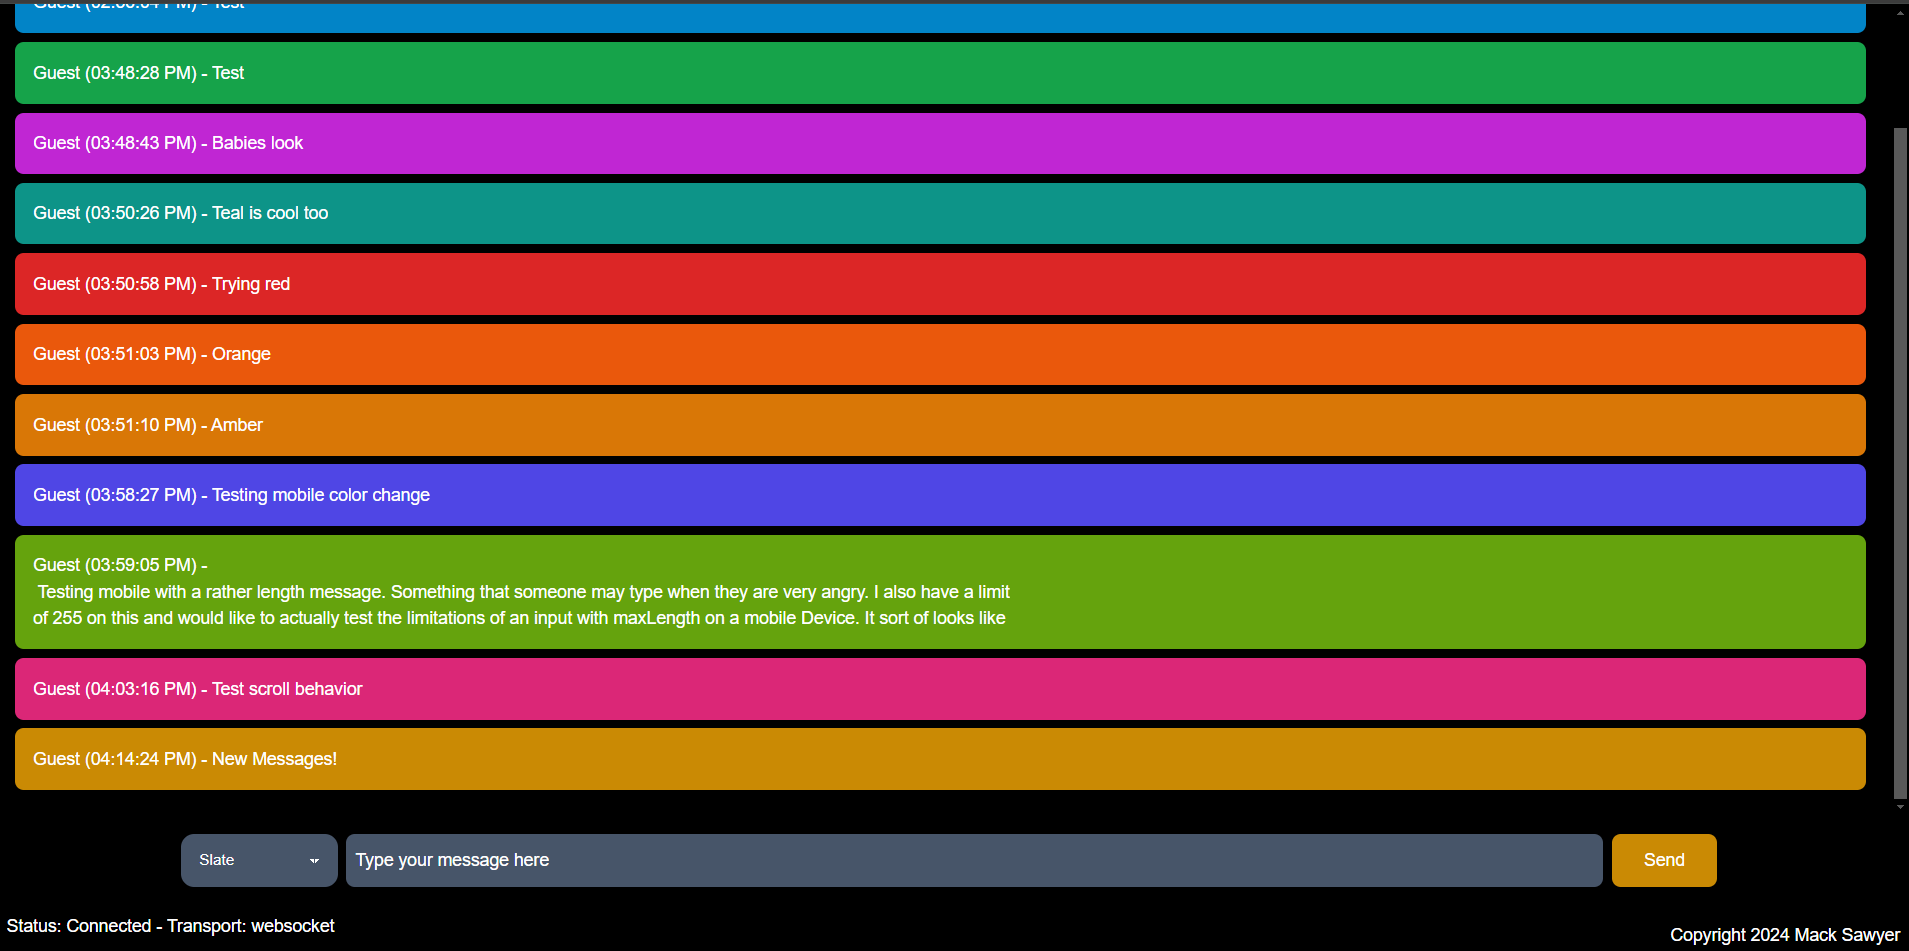 Guest (03:48:28 PM) - Test
Guest (03:48:43 PM) - Babies look
Guest (03:50:26 PM) - Teal is cool too
Guest (03:50:58 PM) - Trying red
Guest (03:51:03 PM) - Orange
Guest (03:51:10 PM) - Amber
Guest (03:58:27 PM) - Testing mobile color change
Guest (03:59:05 PM) -
Testing mobile with a rather length message. Something that someone may type when they are very angry. I also have a limit
of 255 on this and would like to actually test the limitations of an input with maxLength on a mobile Device. It sort of looks like
Guest (04:03:16 PM) - Test scroll behavior
Guest (04:14:24 PM) - New Messages!
Slate
Type your message here
Send
Status: Connected - Transport: websocket
Copyright 2024 Mack Sawyer